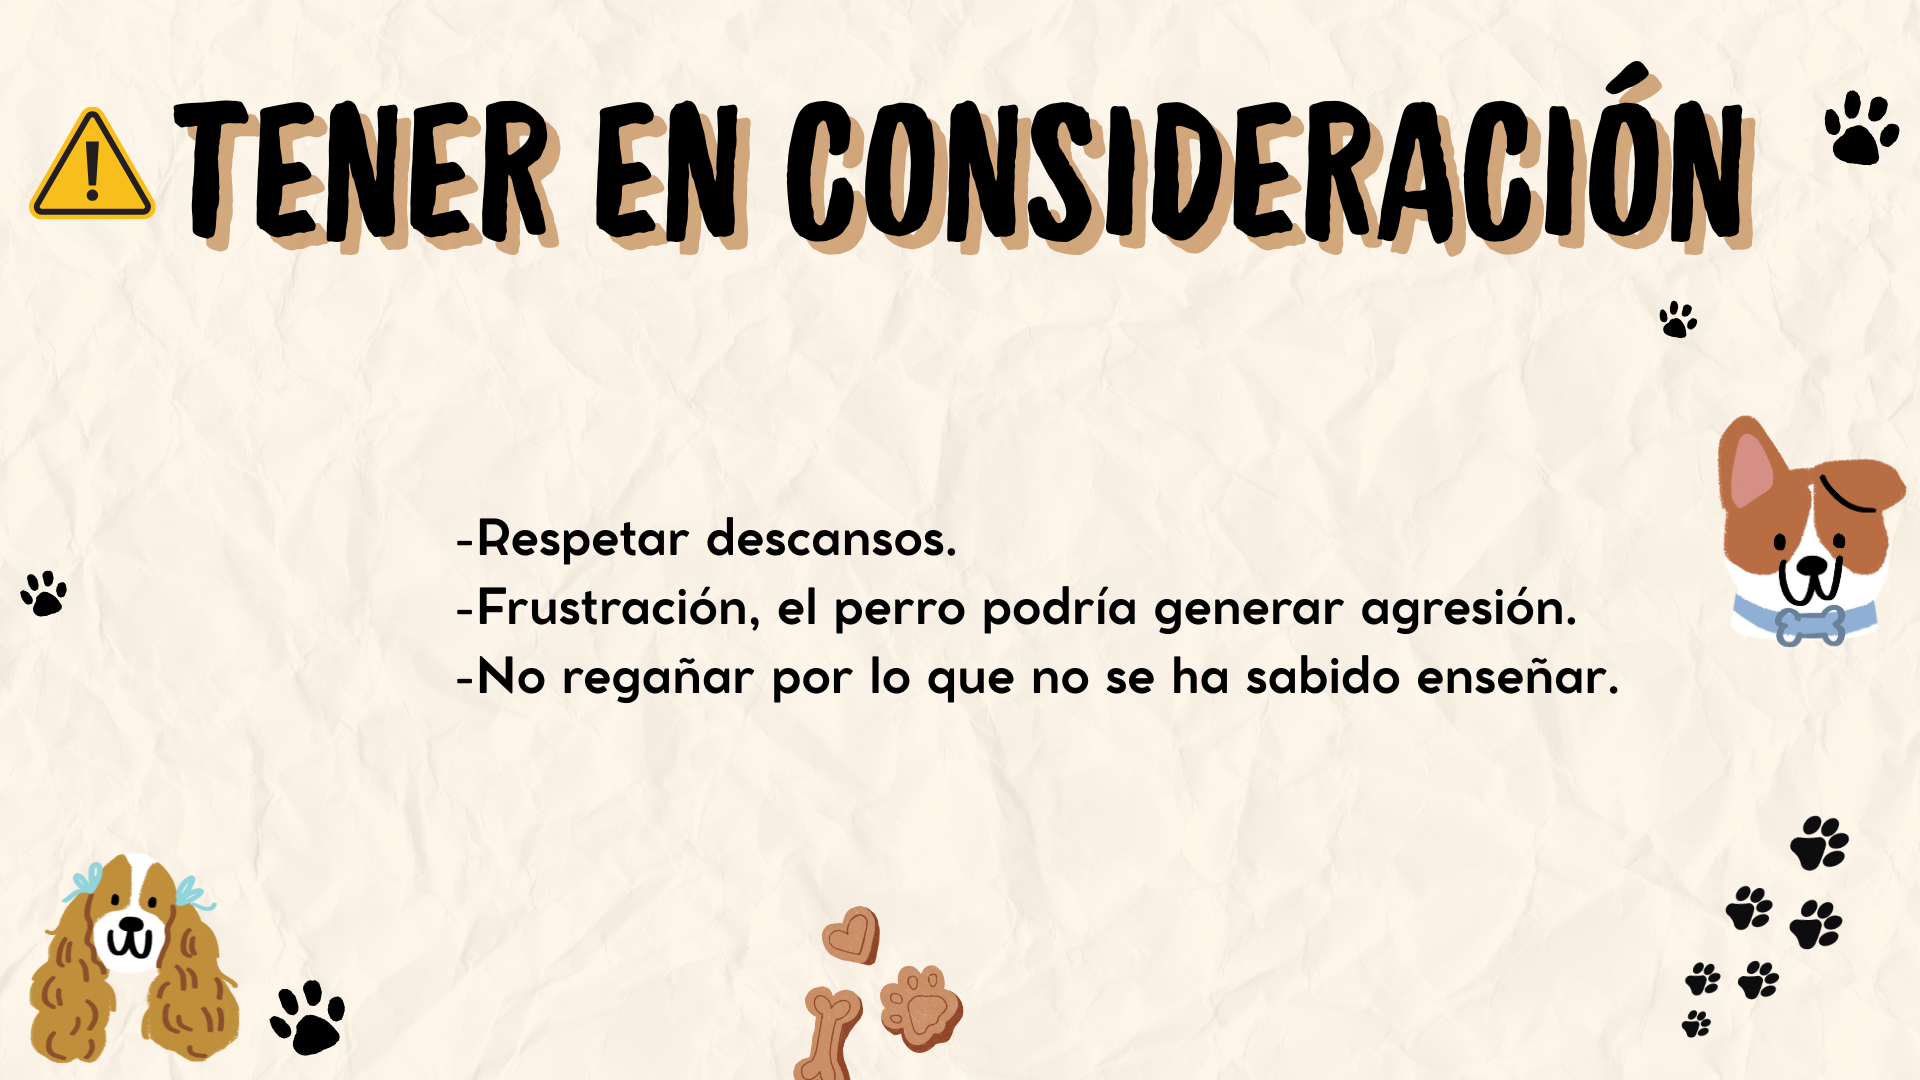 TENER EN CONSIDERACIÓN
-Respetar descansos.
-Frustración, el perro podría generar agresión.
-No regañar por lo que no se ha sabido enseñar.